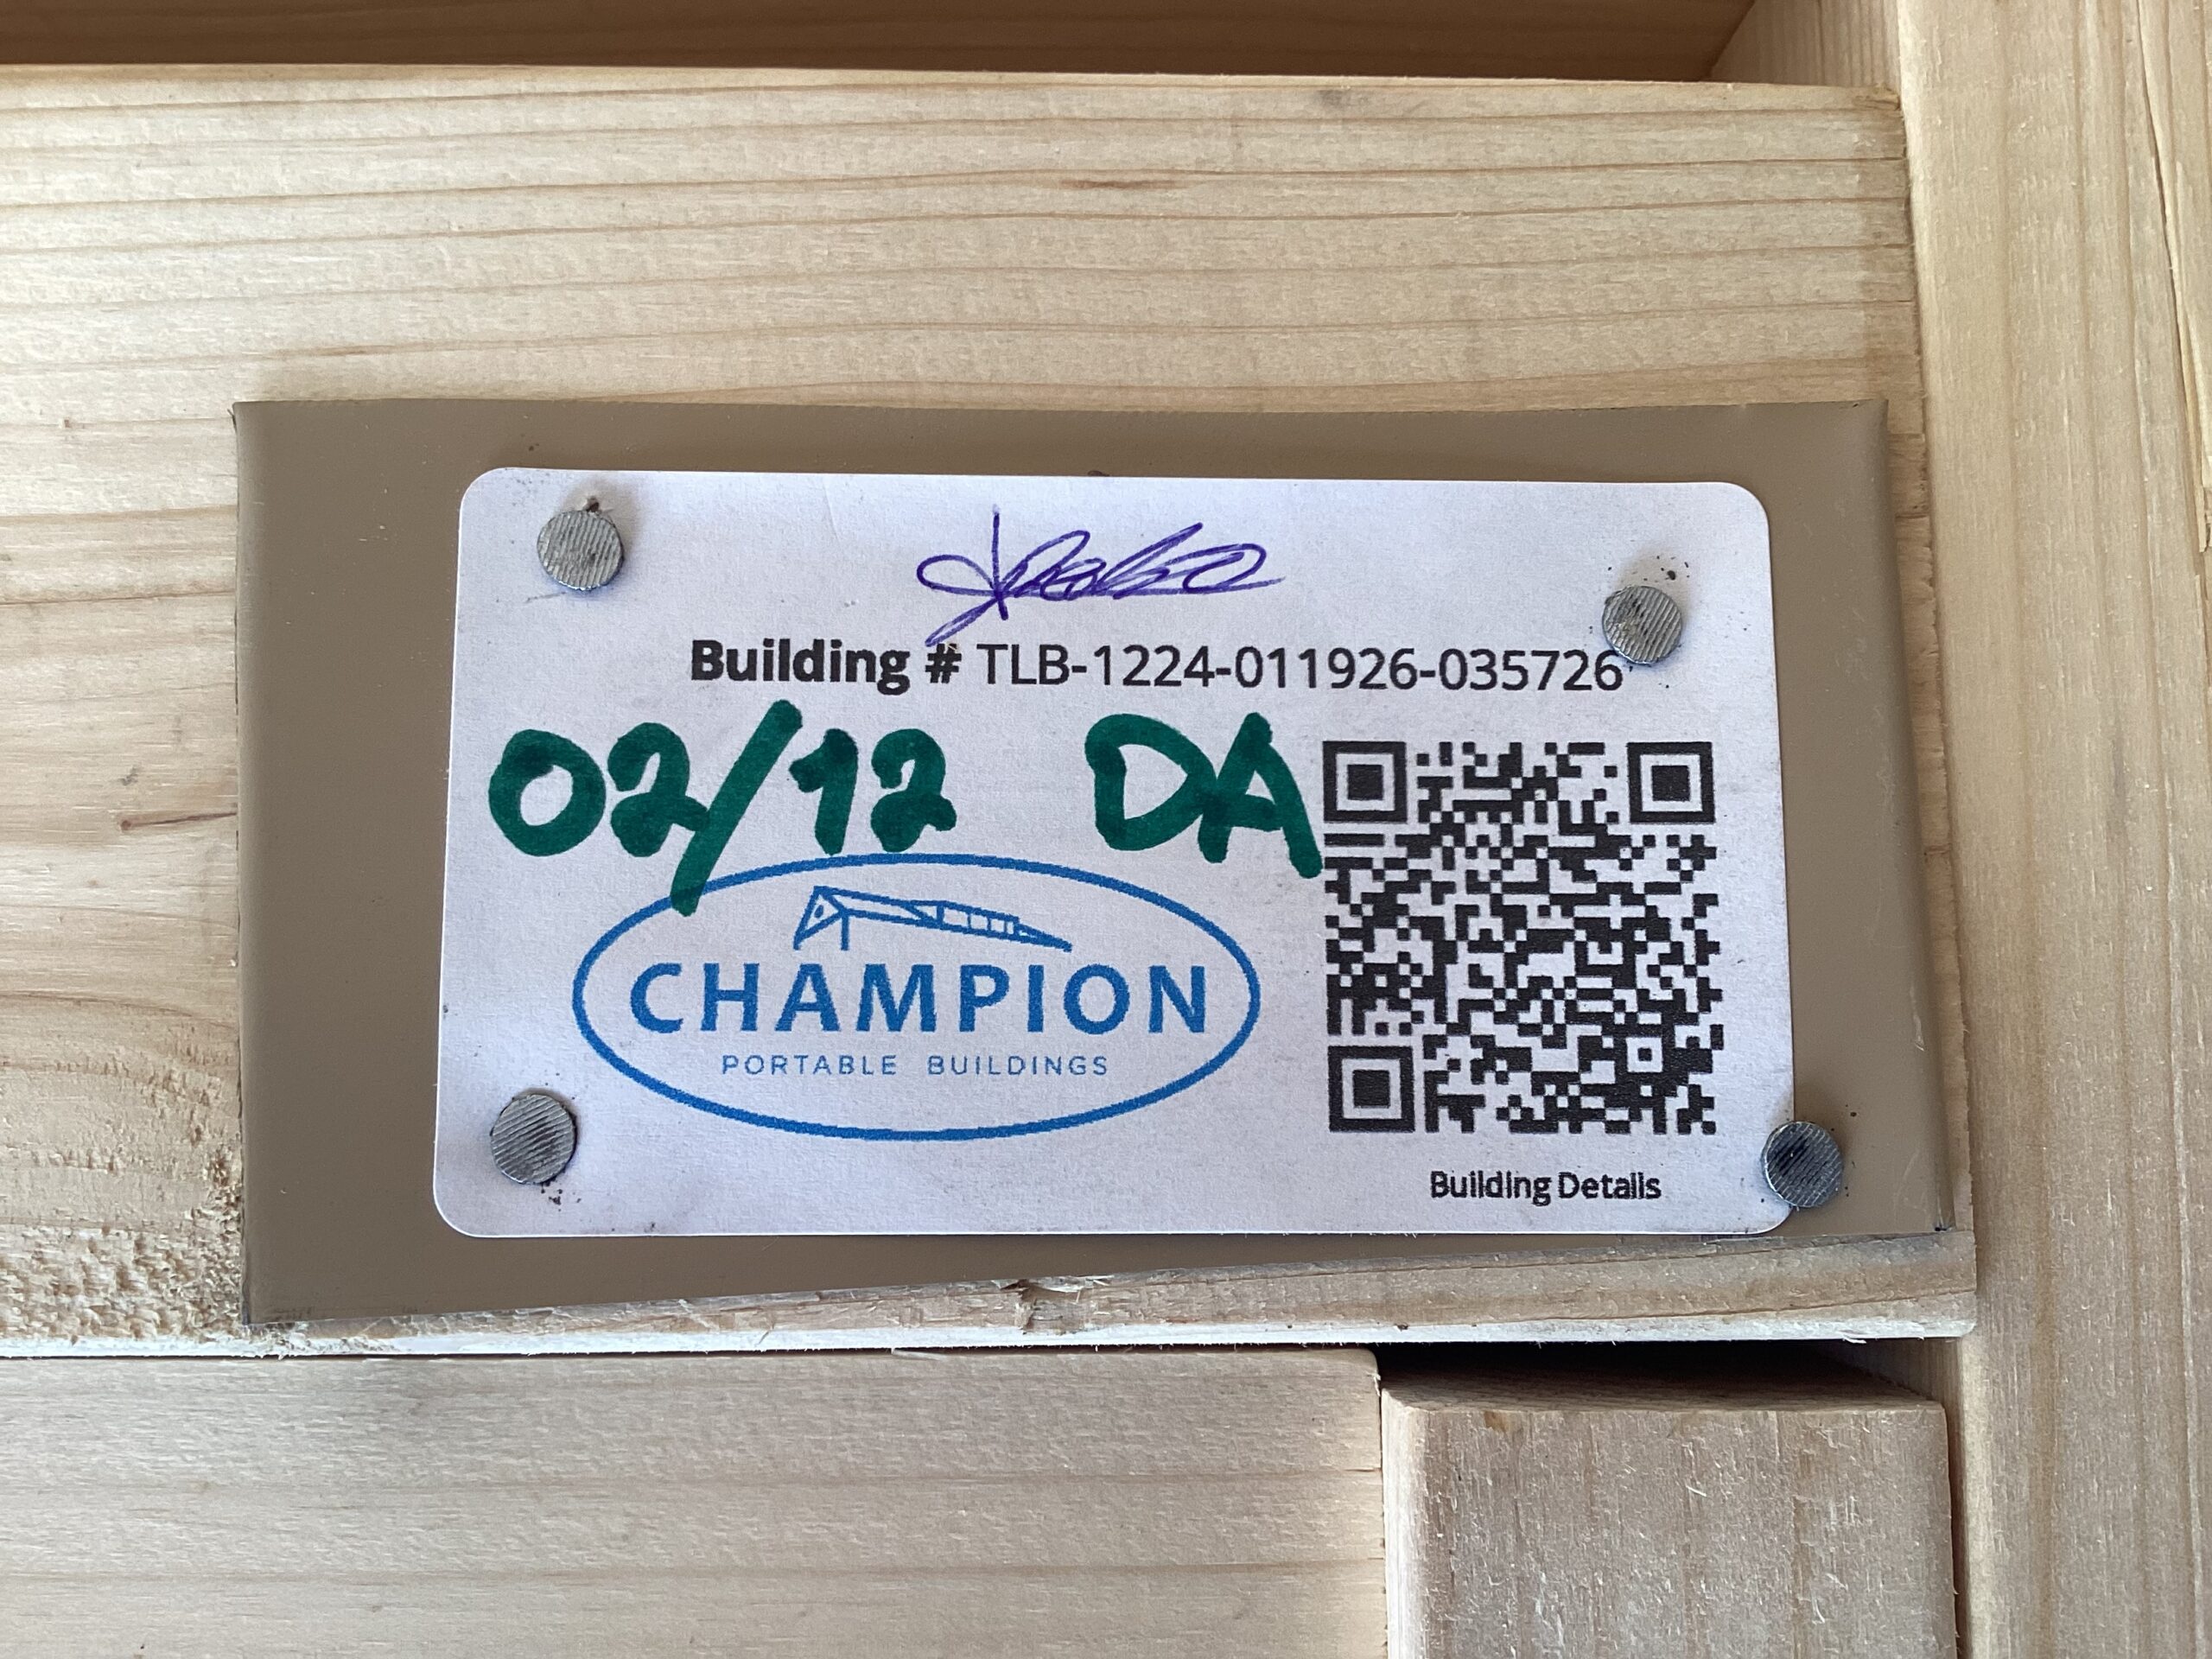 Building # TLB-1224-011926-035726
02/12 DA
CHAMPION
PORTABLE BUILDINGS
Building Details